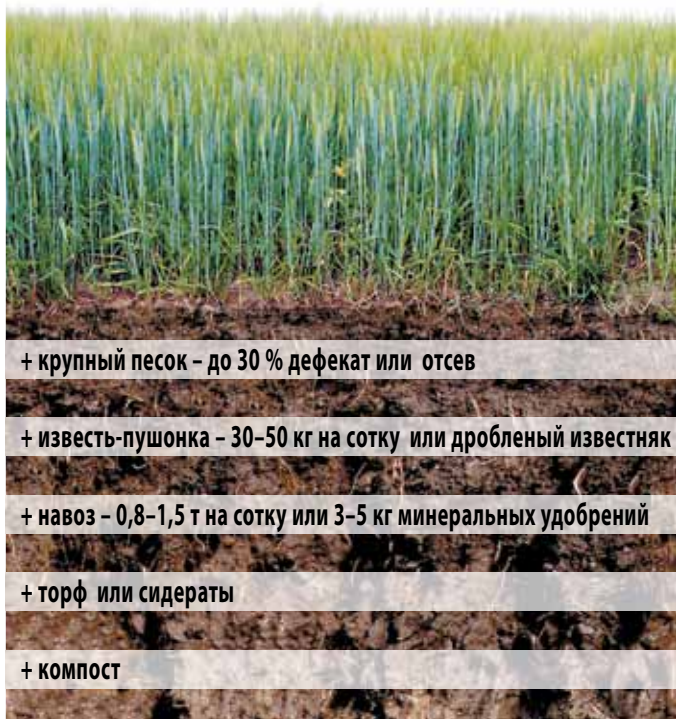 + крупный песок – до 30 % дефекат или отсев
+ известь-пушонка – 30–50 кг на сотку или дробленый известняк
+ навоз – 0,8–1,5 т на сотку или 3–5 кг минеральных удобрений
+ торф или сидераты
+ компост